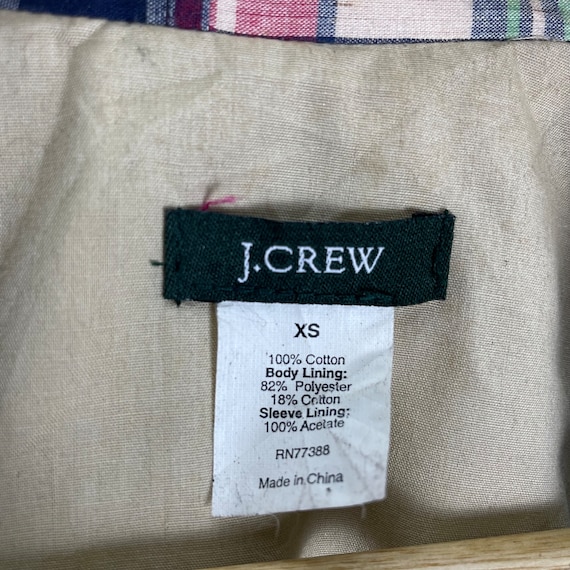 J.CREW
XS
100% Cotton
Body Lining:
82% Polyester
18% Cotton
Sleeve Lining:
100% Acetate
RN77388
Made in China